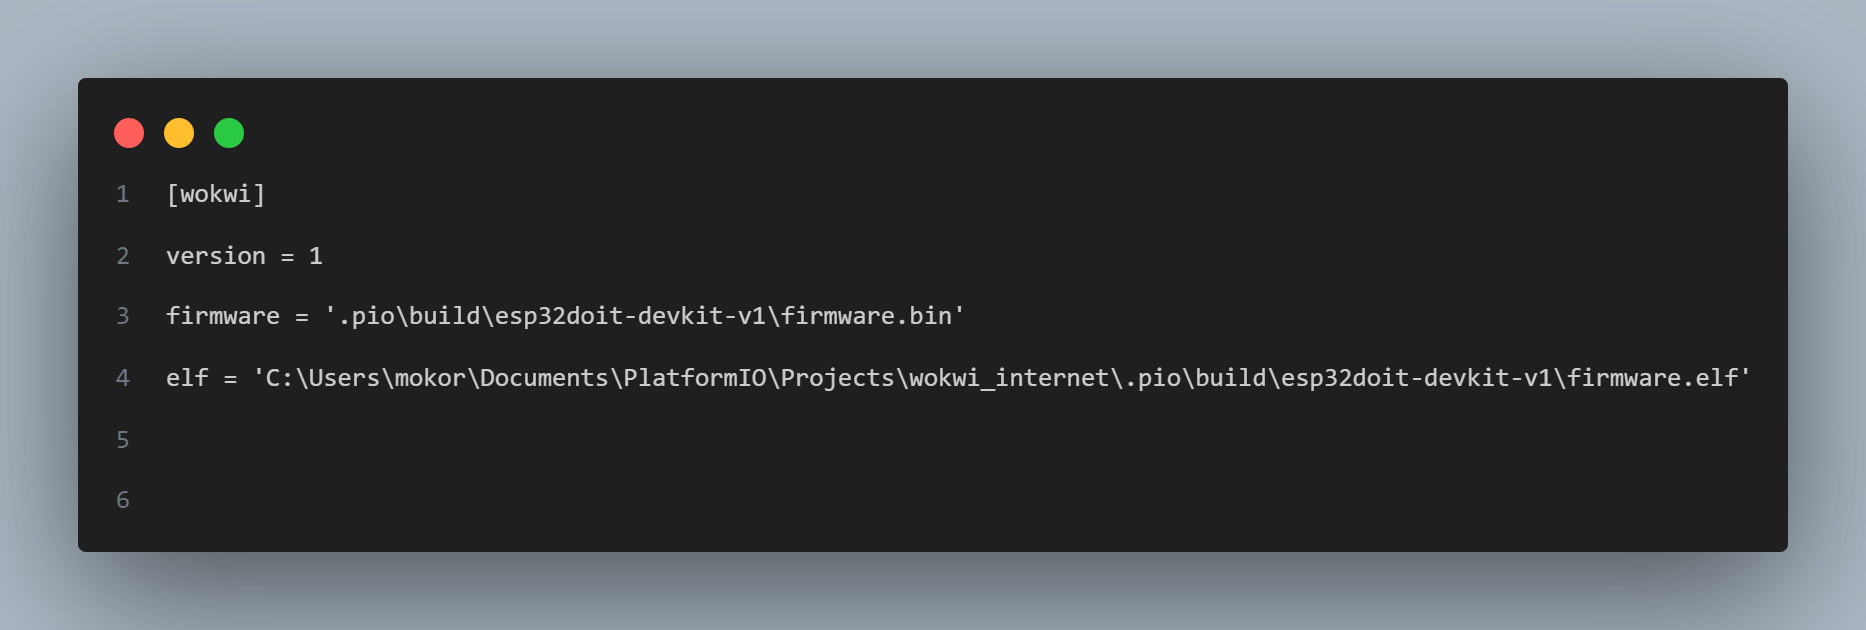 1 [wokwi]
2 version = 1
3 firmware = '.pio\build\esp32doit-devkit-v1\firmware.bin'
4 elf = 'C:\Users\mokor\Documents\PlatformIO\Projects\wokwi_internet\.pio\build\esp32doit-devkit-v1\firmware.elf'
5
6